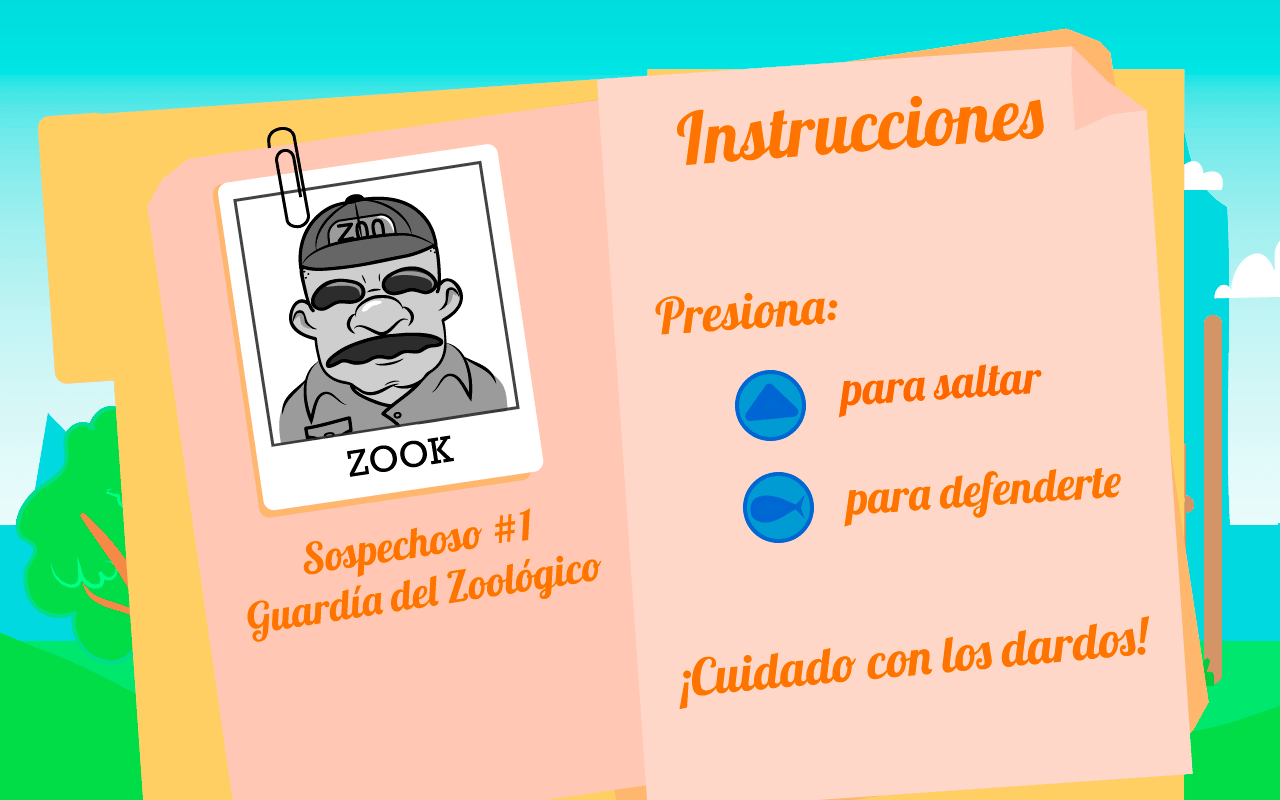 ZOO
ZOOK
Sospechoso #1
Guardía del Zoológico
Instrucciones
Presiona:
para saltar
para defenderte
¡Cuidado con los dardos!